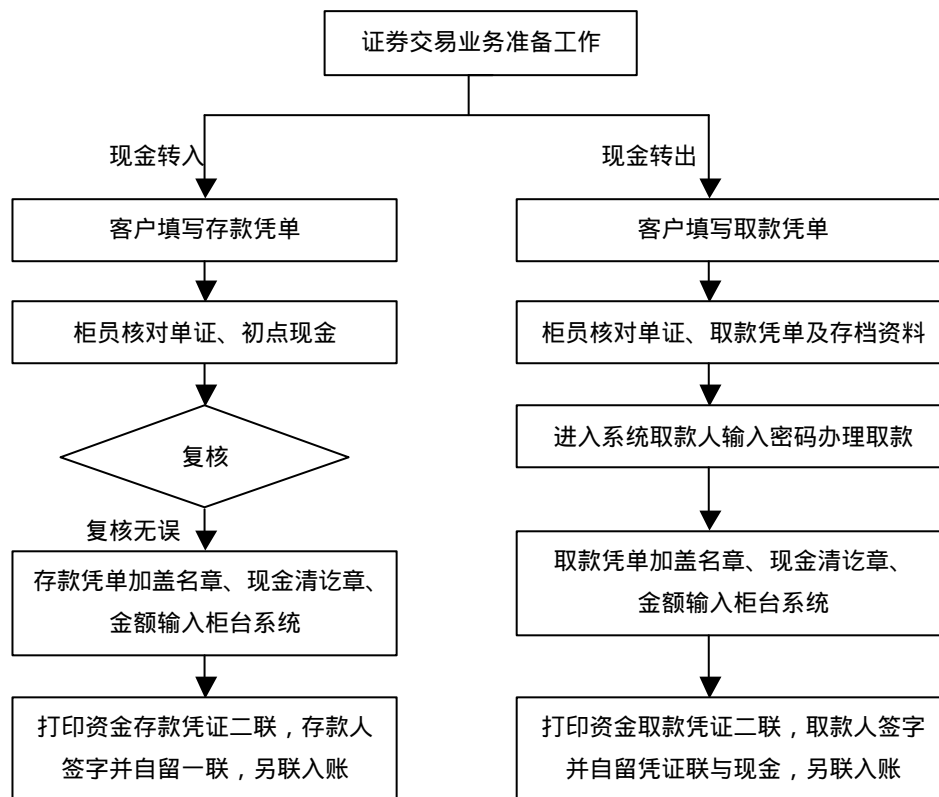 证券交易业务准备工作
现金转入
现金转出
客户填写存款凭单
客户填写取款凭单
柜员核对单证、初点现金
柜员核对单证、取款凭单及存档资料
复核
进入系统取款人输入密码办理取款
复核无误
存款凭单加盖名章、现金清讫章、
金额输入柜台系统
取款凭单加盖名章、现金清讫章、
金额输入柜台系统
打印资金存款凭证二联，存款人
签字并自留一联，另联入账
打印资金取款凭证二联，取款人签字
并自留凭证联与现金，另联入账